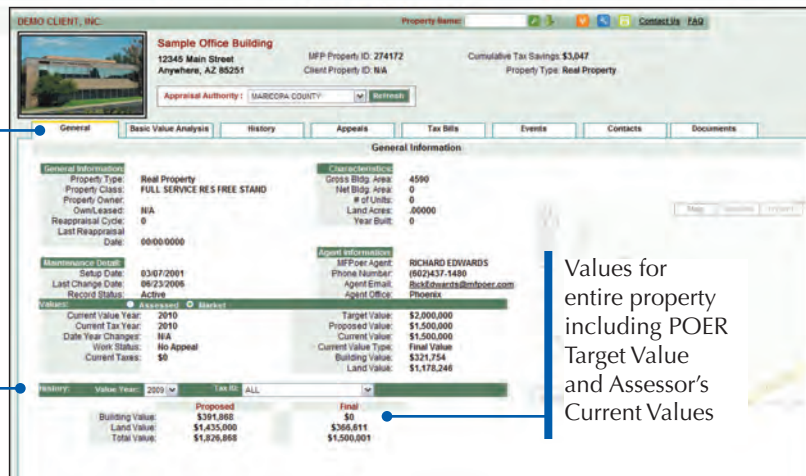 DEMO CLIENT, INC. Property Name: Contact Us FAQ
Sample Office Building
12345 Main Street MFP Property ID: 274172 Cumulative Tax Savings: $3,047
Anywhere, AZ 85251 Client Property ID: N/A Property Type: Real Property
Appraisal Authority: MARICOPA COUNTY Refresh
General Basic Value Analysis History Appeals Tax Bills Events Contacts Documents
General Information
General Information: Characteristics:
Property Type: Real Property Gross Bldg. Area: 4590
Property Class: FULL SERVICE RES FREE STAND Net Bldg. Area: 0
Property Owner: # of Units: 0
Own/Leased: N/A Land Acres: .00000
Reappraisal Cycle: 0 Year Built: 0
Last Reappraisal
Date: 00/00/0000
Maintenance Detail: Agent Information:
Setup Date: 03/07/2001 MFPoer Agent: RICHARD EDWARDS
Last Change Date: 06/23/2006 Phone Number: (602)437-1480
Record Status: Active Agent Email: RickEdwards@mfpoer.com
Agent Office: Phoenix
Values: Assessed Market
Current Value Year: 2010 Target Value: $2,000,000
Current Tax Year: 2010 Proposed Value: $1,500,000
Date Year Changes: N/A Current Value: $1,500,000
Work Status: No Appeal Current Value Type: Final Value
Current Taxes: $0 Building Value: $321,754
Land Value: $1,178,246
History: Value Year: 2009 Tax ID: ALL
Proposed Final
Building Value: $391,868 $0
Land Value: $1,435,000 $366,611
Total Value: $1,826,868 $1,500,001
Values for
entire property
including POER
Target Value
and Assessor's
Current Values